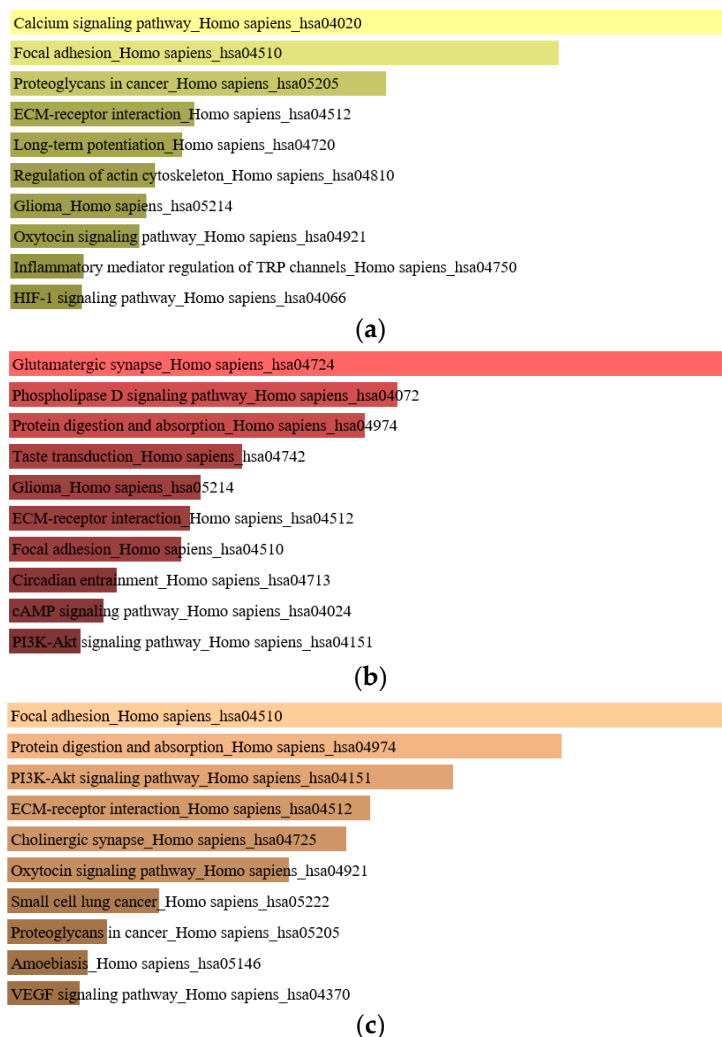 Calcium signaling pathway_Homo sapiens_hsa04020
Focal adhesion_Homo sapiens_hsa04510
Proteoglycans in cancer_Homo sapiens_hsa05205
ECM-receptor interaction_Homo sapiens_hsa04512
Long-term potentiation_Homo sapiens_hsa04720
Regulation of actin cytoskeleton_Homo sapiens_hsa04810
Glioma_Homo sapiens_hsa05214
Oxytocin signaling pathway_Homo sapiens_hsa04921
Inflammatory mediator regulation of TRP channels_Homo sapiens_hsa04750
HIF-1 signaling pathway_Homo sapiens_hsa04066
(a)
Glutamatergic synapse_Homo sapiens_hsa04724
Phospholipase D signaling pathway_Homo sapiens_hsa04072
Protein digestion and absorption_Homo sapiens_hsa04974
Taste transduction_Homo sapiens_hsa04742
Glioma_Homo sapiens_hsa05214
ECM-receptor interaction_Homo sapiens_hsa04512
Focal adhesion_Homo sapiens_hsa04510
Circadian entrainment_Homo sapiens_hsa04713
cAMP signaling pathway_Homo sapiens_hsa04024
PI3K-Akt signaling pathway_Homo sapiens_hsa04151
(b)
Focal adhesion_Homo sapiens_hsa04510
Protein digestion and absorption_Homo sapiens_hsa04974
PI3K-Akt signaling pathway_Homo sapiens_hsa04151
ECM-receptor interaction_Homo sapiens_hsa04512
Cholinergic synapse_Homo sapiens_hsa04725
Oxytocin signaling pathway_Homo sapiens_hsa04921
Small cell lung cancer_Homo sapiens_hsa05222
Proteoglycans in cancer_Homo sapiens_hsa05205
Amoebiasis_Homo sapiens_hsa05146
VEGF signaling pathway_Homo sapiens_hsa04370
(c)